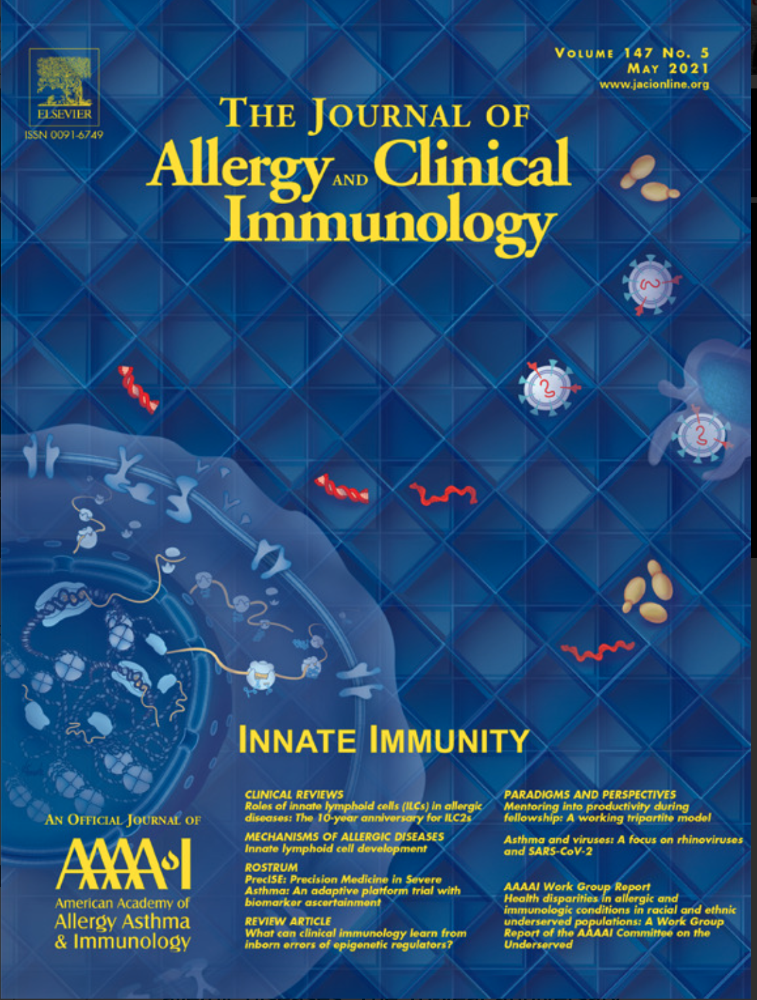 ELSEVIER
ISSN 0091-6749
VOLUME 147 NO. 5
MAY 2021
www.jacionline.org
THE JOURNAL OF
Allergy AND Clinical
Immunology
INNATE IMMUNITY
CLINICAL REVIEWS
Roles of innate lymphoid cells (ILCs) in allergic
diseases: The 10-year anniversary for ILC2s
MECHANISMS OF ALLERGIC DISEASES
Innate lymphoid cell development
ROSTRUM
PrecISE: Precision Medicine in Severe
Asthma: An adaptive platform trial with
biomarker ascertainment
REVIEW ARTICLE
What can clinical immunology learn from
inborn errors of epigenetic regulators?
PARADIGMS AND PERSPECTIVES
Mentoring into productivity during
fellowship: A working tripartite model
Asthma and viruses: A focus on rhinoviruses
and SARS-CoV-2
AAAAI Work Group Report
Health disparities in allergic and
immunologic conditions in racial and ethnic
underserved populations: A Work Group
Report of the AAAAI Committee on the
Underserved
AN OFFICIAL JOURNAL OF
AAAAI
American Academy of
Allergy Asthma
& Immunology